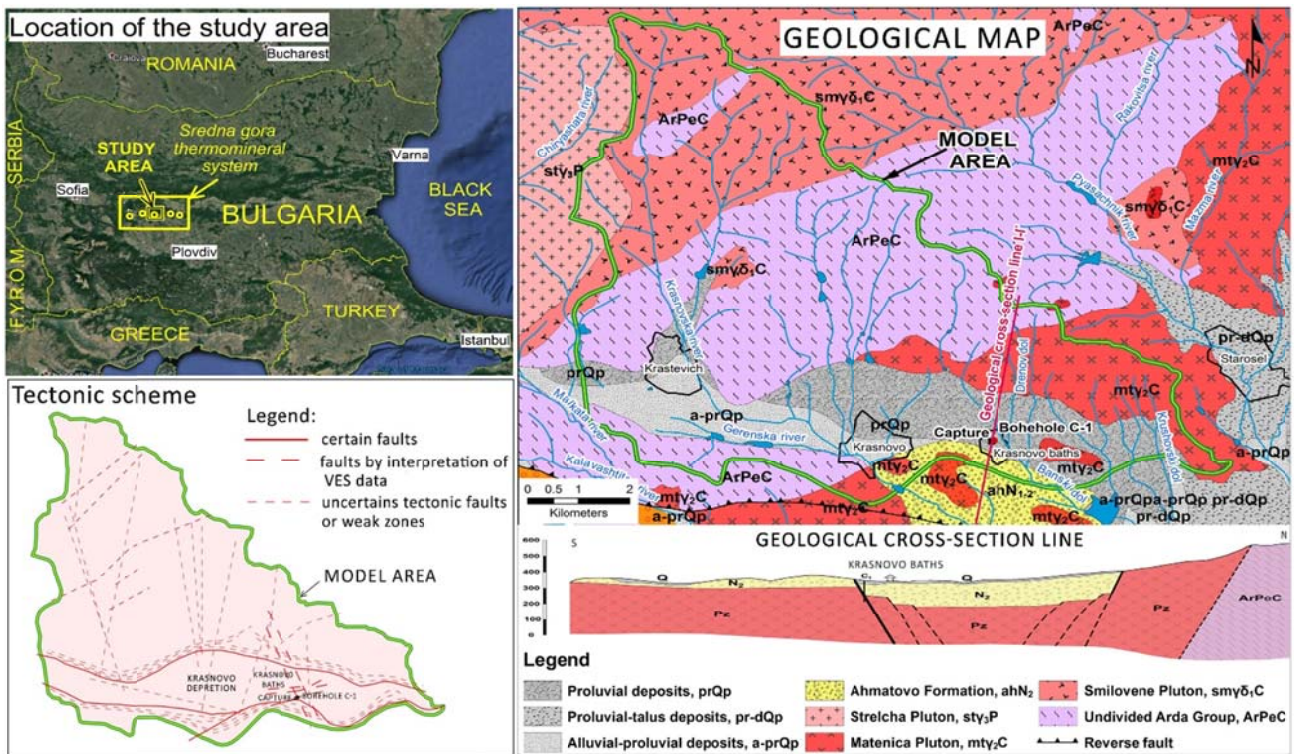 Location of the study area
Craiova
Bucharest
ROMANIA
SERBIA
STUDY
AREA
Sredna gora
thermomineral
system
Varna
Sofia
BULGARIA
BLACK
SEA
Plovdiv
F.Y.R.O.M.
TURKEY
GREECE
Istanbul
Tectonic scheme
Legend:
certain faults
faults by interpretation of
VES data
uncertains tectonic faults
or weak zones
MODEL AREA
KRASNOVO
DEPRETION
KRASNOVO
BATHS
CAPTURE
BOREHOLE C-1
GEOLOGICAL MAP
N
ArPeC
smγδ₁C
Chiryashata river
ArPeC
Rakovitsa river
MODEL
AREA
stγ₃P
mtγ₂C
Pyasachnik river
Mazma river
smγδ₁C
ArPeC
smγδ₁C
Krasnovska river
Geological cross-section line I-I'
Drenov dol
pr-dQp
Starosel
prQp
Krastevich
mtγ₂C
a-prQp
prQp
Malkata river
Gerenska river
Krasnovo
Capture
Bohehole C-1
Krasnovo baths
Krushovski dol
a-prQp
Kalavashtitsa river
ArPeC
mtγ₂C
mtγ₂C
ahN₁₋₂
Banski dol
mtγ₂C
mtγ₂C
a-prQp
mtγ₂C
a-prQpa-prQp pr-dQp
pr-dQp
0 0.5 1 2
Kilometers
GEOLOGICAL CROSS-SECTION LINE
S
N
KRASNOVO BATHS
600
500
400
300
200
100
0
Q
N₂
C₁
Q
N₂
Pz
Pz
Pz
ArPeC
Legend
Proluvial deposits, prQp
Proluvial-talus deposits, pr-dQp
Alluvial-proluvial deposits, a-prQp
Ahmatovo Formation, ahN₂
Strelcha Pluton, stγ₃P
Matenica Pluton, mtγ₂C
Smilovene Pluton, smγδ₁C
Undivided Arda Group, ArPeC
Reverse fault